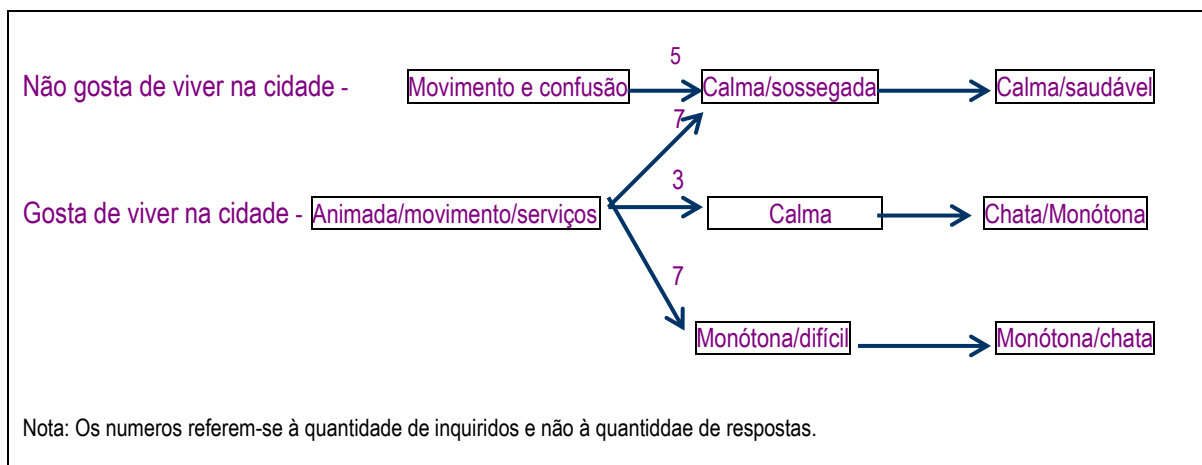 5
Não gosta de viver na cidade - Movimento e confusão Calma/sossegada Calma/saudável
7
3
Gosta de viver na cidade - Animada/movimento/serviços Calma Chata/Monótona
7
Monótona/difícil Monótona/chata
Nota: Os numeros referem-se à quantidade de inquiridos e não à quantiddae de respostas.